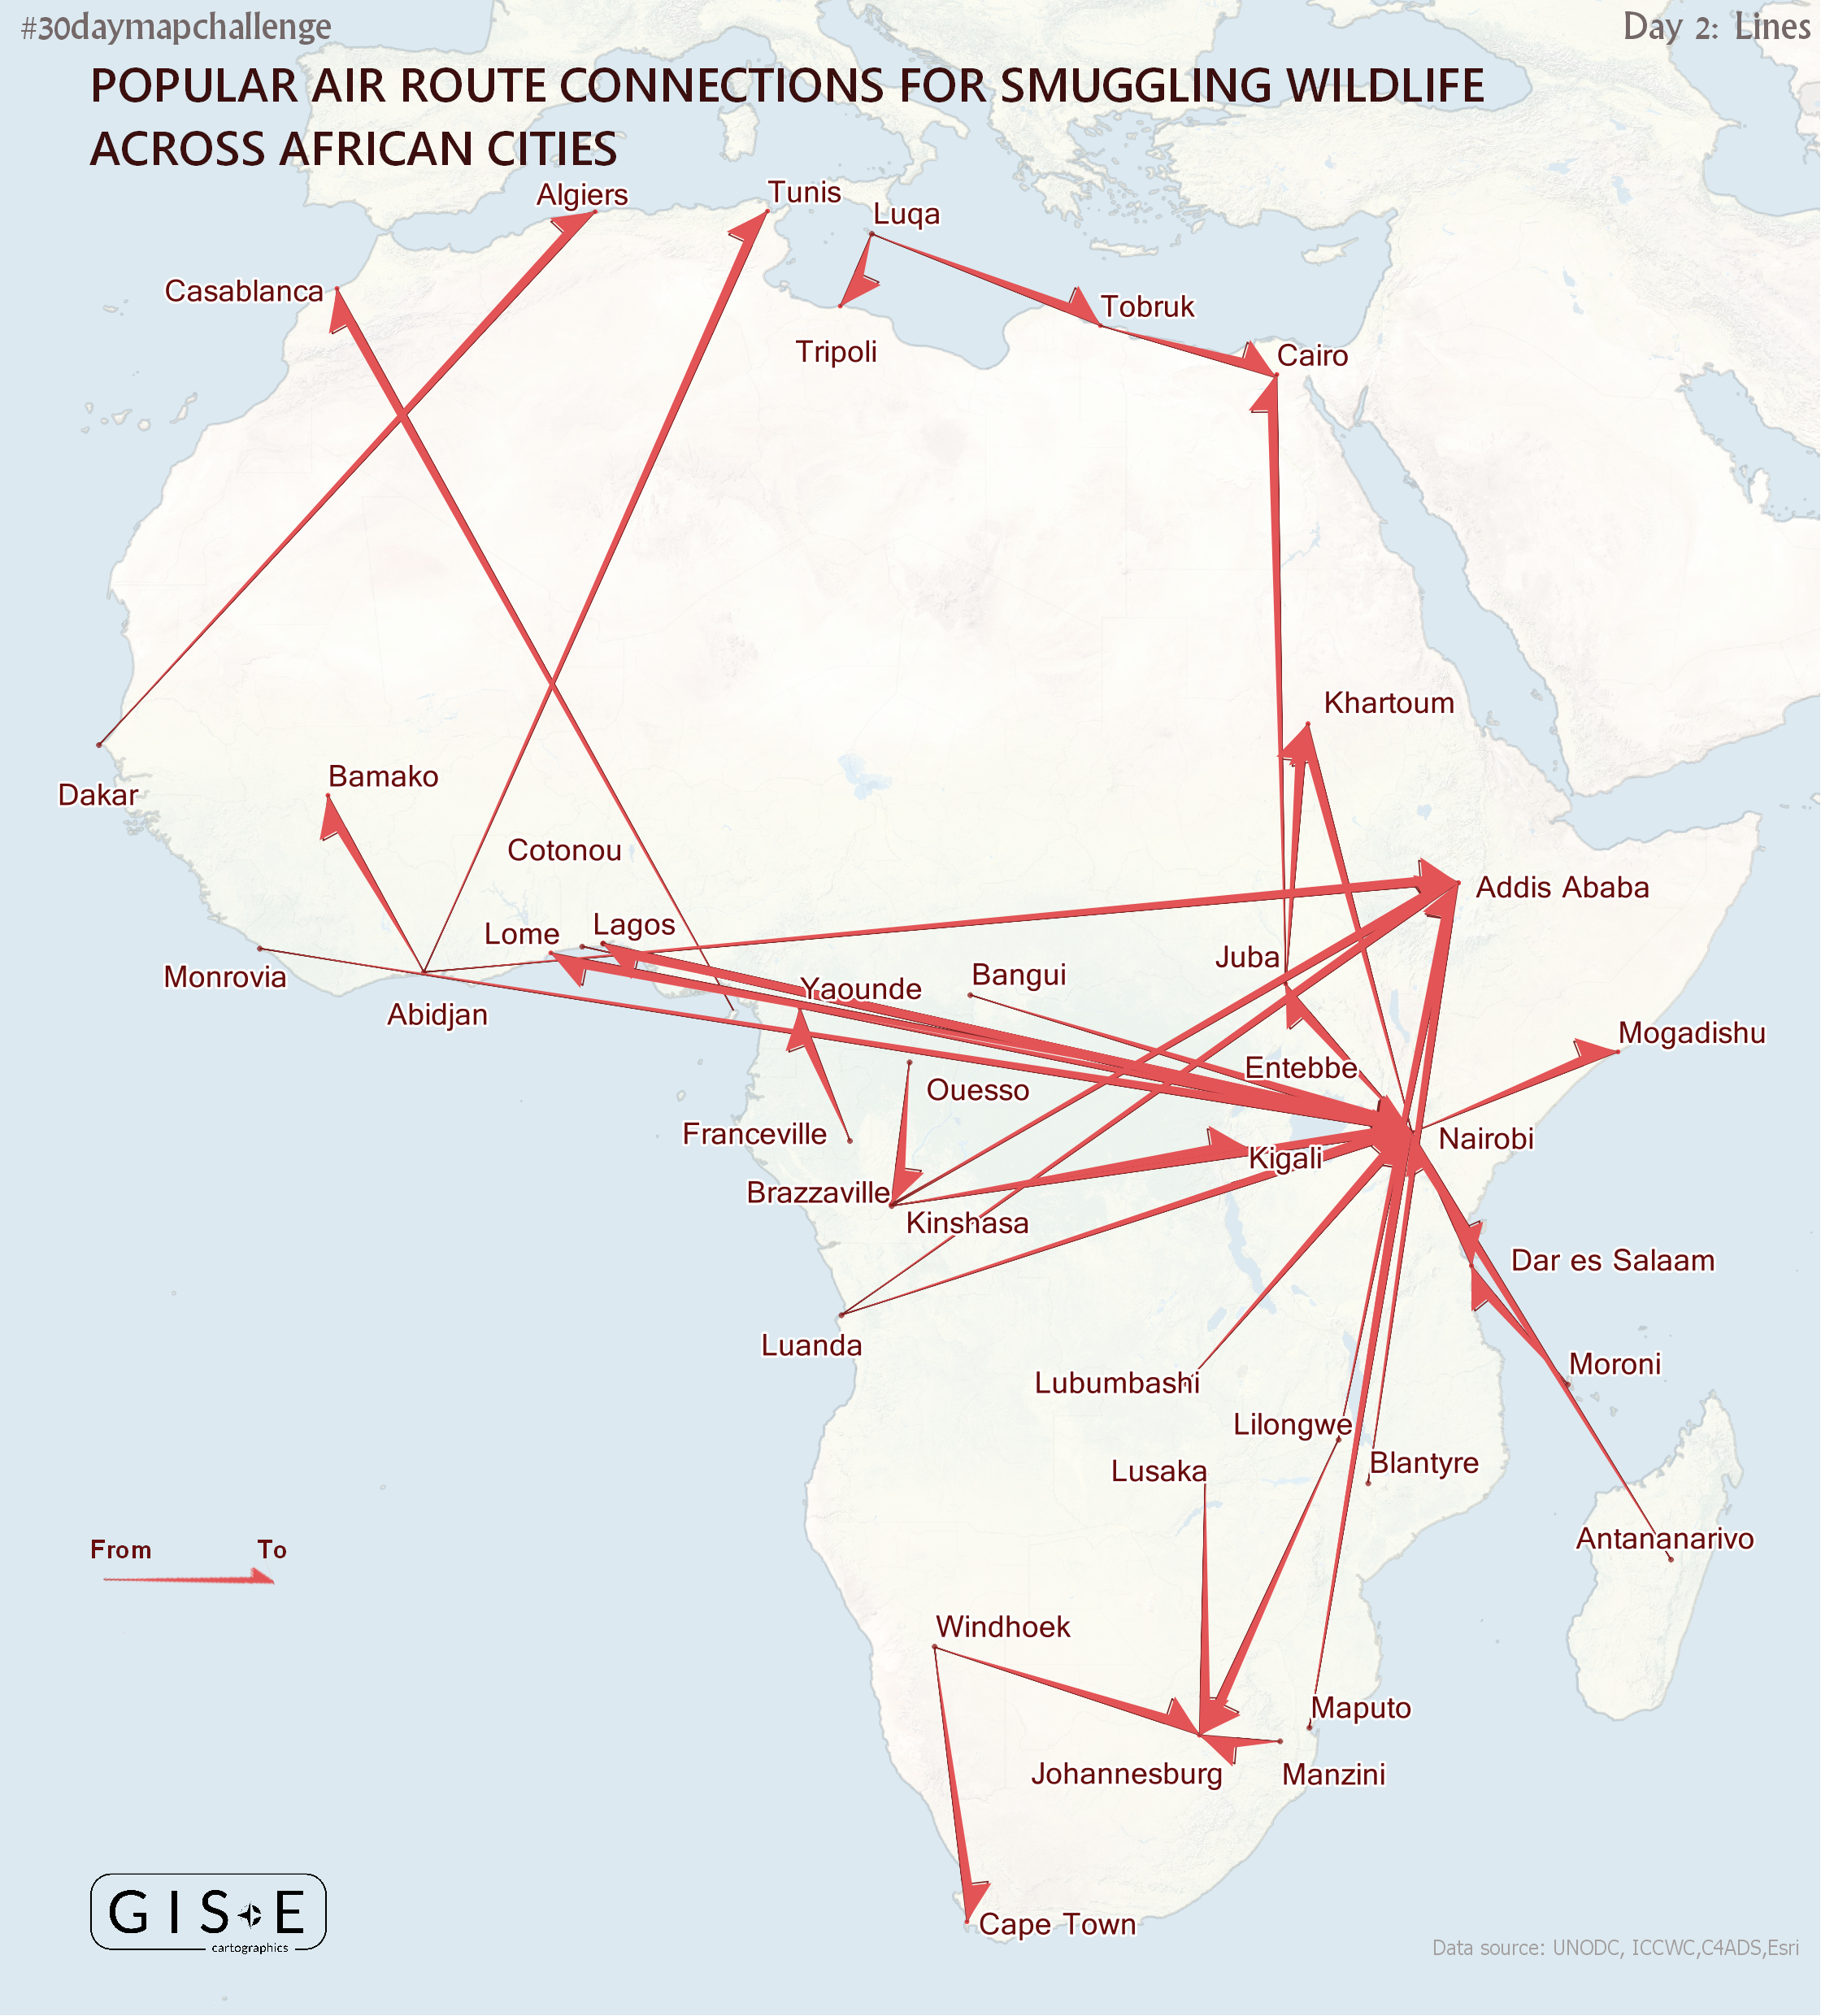 #30daymapchallenge
Day 2: Lines
POPULAR AIR ROUTE CONNECTIONS FOR SMUGGLING WILDLIFE
ACROSS AFRICAN CITIES
Algiers
Tunis
Luqa
Casablanca
Tobruk
Tripoli
Cairo
Khartoum
Bamako
Dakar
Cotonou
Addis Ababa
Lagos
Lome
Juba
Monrovia
Bangui
Yaounde
Abidjan
Mogadishu
Entebbe
Ouesso
Franceville
Nairobi
Kigali
Brazzaville
Kinshasa
Dar es Salaam
Luanda
Moroni
Lubumbashi
Lilongwe
Blantyre
Lusaka
Antananarivo
From To
Windhoek
Maputo
Johannesburg
Manzini
GIS E
cartographics
Cape Town
Data source: UNODC, ICCWC,C4ADS,Esri